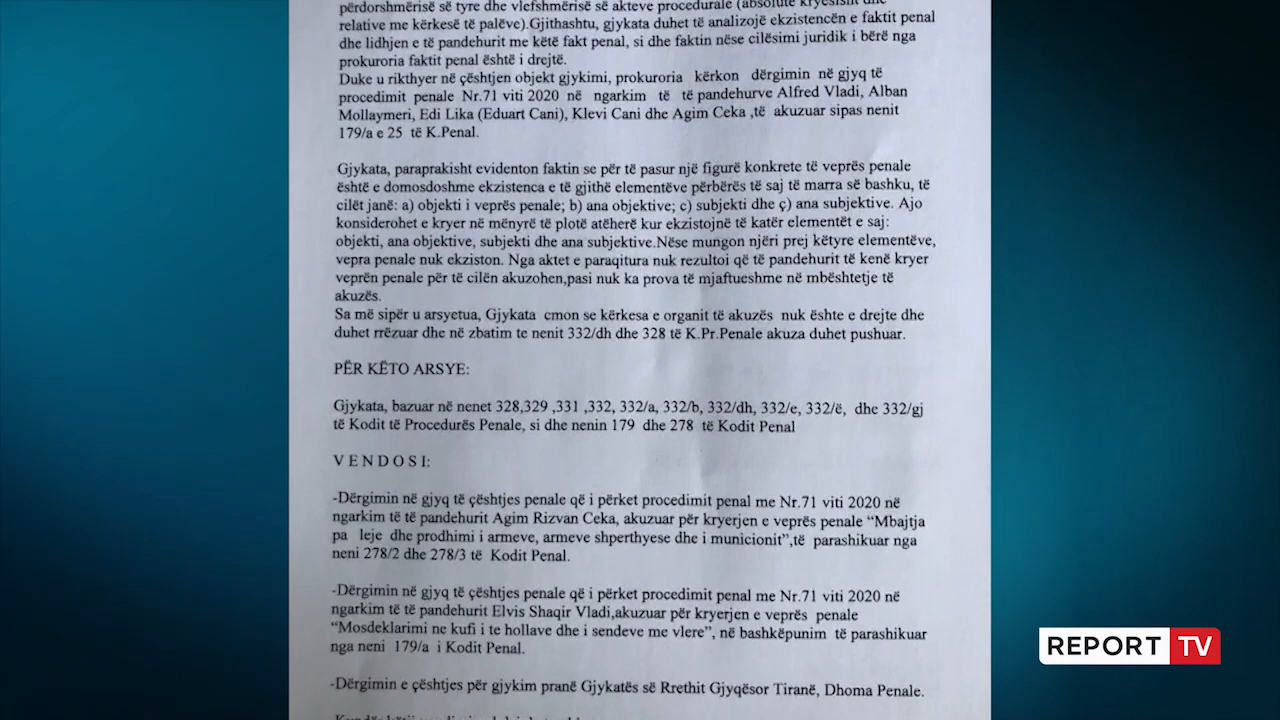 përdorshmërisë së tyre dhe vlefshmërisë së akteve procedurale (absolute kryesisht dhe
relative me kërkesë të palëve).Gjithashtu, gjykata duhet të analizojë ekzistencën e faktit penal
dhe lidhjen e të pandehurit me këtë fakt penal, si dhe faktin nëse cilësimi juridik i bërë nga
prokuroria faktit penal është i drejtë.
Duke u rikthyer në çështjen objekt gjykimi, prokuroria kërkon dërgimin në gjyq të
procedimit penale Nr.71 viti 2020 në ngarkim të të pandehurve Alfred Vladi, Alban
Mollaymeri, Edi Lika (Eduart Cani), Klevi Cani dhe Agim Ceka ,të akuzuar sipas nenit
179/a e 25 të K.Penal.
Gjykata, paraprakisht evidenton faktin se për të pasur një figurë konkrete të veprës penale
është e domosdoshme ekzistenca e të gjithë elementëve përbërës të saj të marra së bashku, të
cilët janë: a) objekti i veprës penale; b) ana objektive; c) subjekti dhe ç) ana subjektive. Ajo
konsiderohet e kryer në mënyrë të plotë atëherë kur ekzistojnë të katër elementët e saj:
objekti, ana objektive, subjekti dhe ana subjektive.Nëse mungon njëri prej këtyre elementëve,
vepra penale nuk ekziston. Nga aktet e paraqitura nuk rezultoi që të pandehurit të kenë kryer
veprën penale për të cilën akuzohen,pasi nuk ka prova të mjaftueshme në mbështetje të
akuzës.
Sa më sipër u arsyetua, Gjykata cmon se kërkesa e organit të akuzës nuk ështe e drejte dhe
duhet rrëzuar dhe në zbatim te nenit 332/dh dhe 328 të K.Pr.Penale akuza duhet pushuar.
PËR KËTO ARSYE:
Gjykata, bazuar në nenet 328,329 ,331 ,332, 332/a, 332/b, 332/dh, 332/e, 332/ë, dhe 332/gj
të Kodit të Procedurës Penale, si dhe nenin 179 dhe 278 të Kodit Penal
V E N D O S I:
-Dërgimin në gjyq të çështjes penale që i përket procedimit penal me Nr.71 viti 2020 në
ngarkim të të pandehurit Agim Rizvan Ceka, akuzuar për kryerjen e veprës penale “Mbajtja
pa leje dhe prodhimi i armeve, armeve shperthyese dhe i municionit”,të parashikuar nga
neni 278/2 dhe 278/3 të Kodit Penal.
-Dërgimin në gjyq të çështjes penale që i përket procedimit penal me Nr.71 viti 2020 në
ngarkim të të pandehurit Elvis Shaqir Vladi,akuzuar për kryerjen e veprës penale
“Mosdeklarimi ne kufi i te hollave dhe i sendeve me vlere”, në bashkëpunim të parashikuar
nga neni 179/a i Kodit Penal.
-Dërgimin e çështjes për gjykim pranë Gjykatës së Rrethit Gjyqësor Tiranë, Dhoma Penale.
REPORT TV